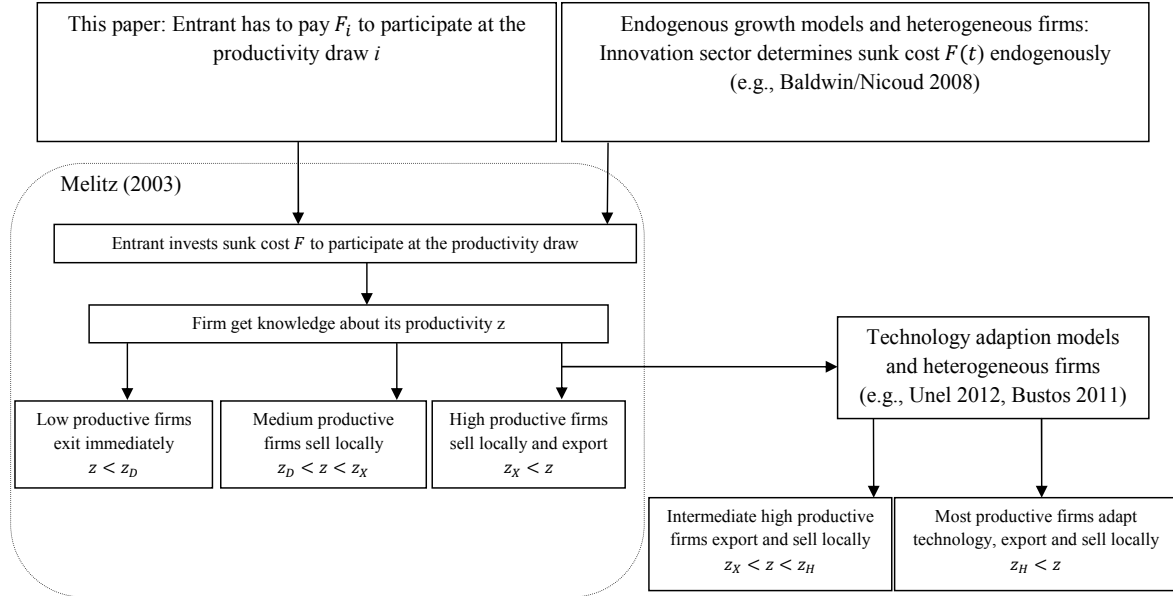 This paper: Entrant has to pay F_i to participate at the
productivity draw i
Endogenous growth models and heterogeneous firms:
Innovation sector determines sunk cost F(t) endogenously
(e.g., Baldwin/Nicoud 2008)
Melitz (2003)
Entrant invests sunk cost F to participate at the productivity draw
Firm get knowledge about its productivity z
Technology adaption models
and heterogeneous firms
(e.g., Unel 2012, Bustos 2011)
Low productive firms
exit immediately
z < z_D
Medium productive
firms sell locally
z_D < z < z_X
High productive firms
sell locally and export
z_X < z
Intermediate high productive
firms export and sell locally
z_X < z < z_H
Most productive firms adapt
technology, export and sell locally
z_H < z